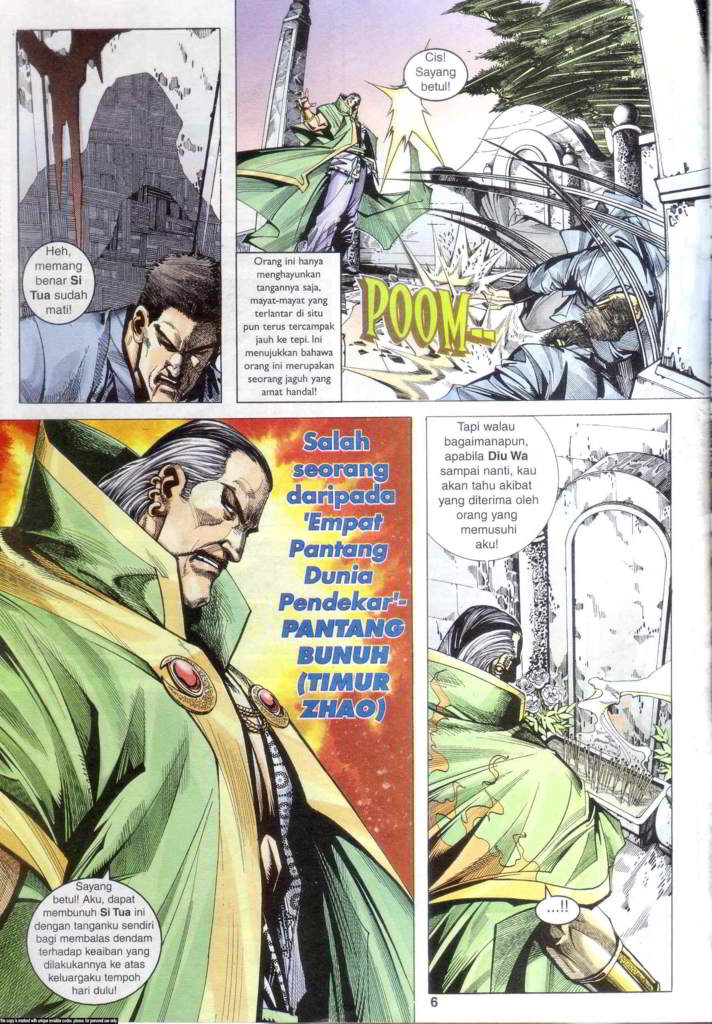 Heh,
memang
benar Si
Tua sudah
mati!
Cis!
Sayang
betul!
Orang ini hanya
menghayunkan
tangannya saja,
mayat-mayat yang
terlantar di situ
pun terus tercampak
jauh ke tepi. Ini
menujukkan bahawa
orang ini merupakan
seorang jaguh yang
amat handal!
POOM--
Salah
seorang
daripada
'Empat
Pantang
Dunia
Pendekar'-
PANTANG
BUNUH
(TIMUR
ZHAO)
Sayang
betul! Aku, dapat
membunuh Si Tua ini
dengan tanganku sendiri
bagi membalas dendam
terhadap keaiban yang
dilakukannya ke atas
keluargaku tempoh
hari dulu!
Tapi walau
bagaimanapun,
apabila Diu Wa
sampai nanti, kau
akan tahu akibat
yang diterima oleh
orang yang
memusuhi
aku!
...!!
6